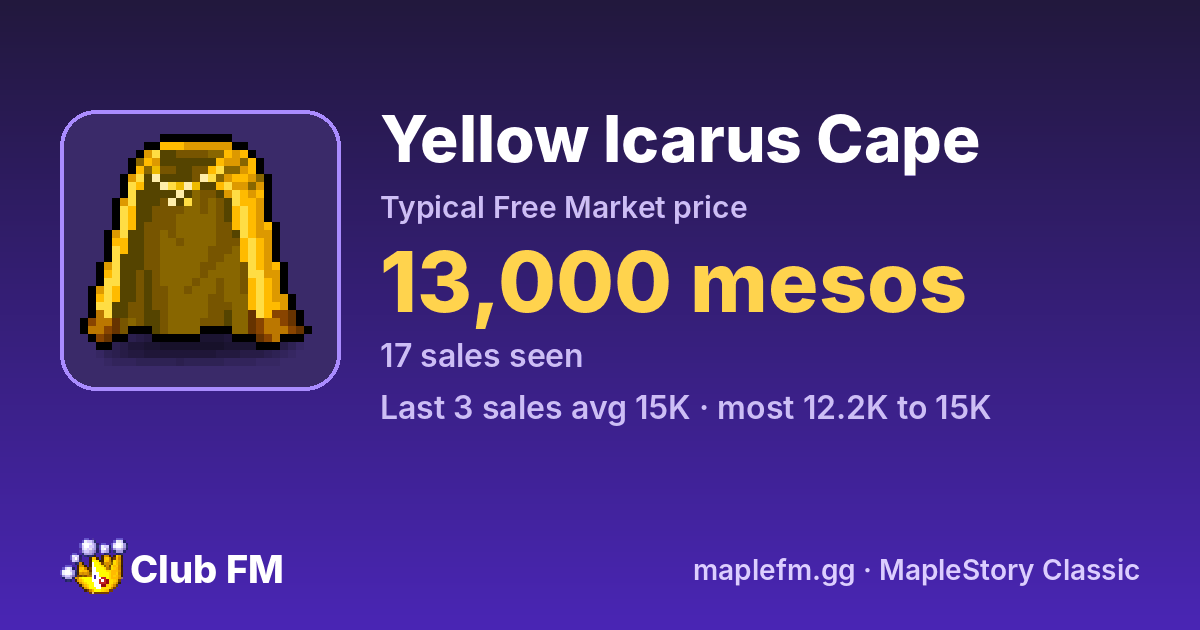 Yellow Icarus Cape
Typical Free Market price
13,000 mesos
17 sales seen
Last 3 sales avg 15K · most 12.2K to 15K
Club FM
maplefm.gg · MapleStory Classic